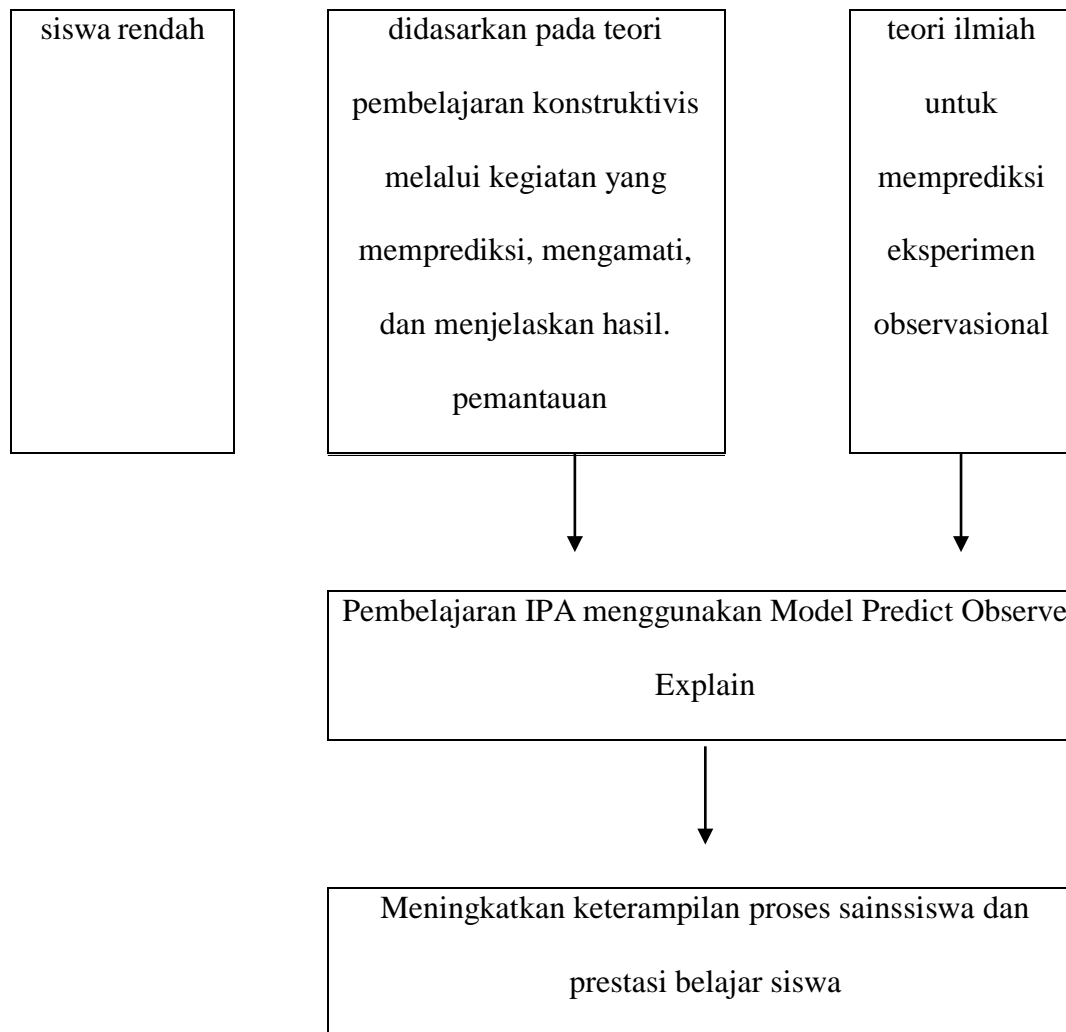 siswa rendah
didasarkan pada teori
pembelajaran konstruktivis
melalui kegiatan yang
memprediksi, mengamati,
dan menjelaskan hasil.
pemantauan
teori ilmiah
untuk
memprediksi
eksperimen
observasional
Pembelajaran IPA menggunakan Model Predict Observe
Explain
Meningkatkan keterampilan proses sainssiswa dan
prestasi belajar siswa